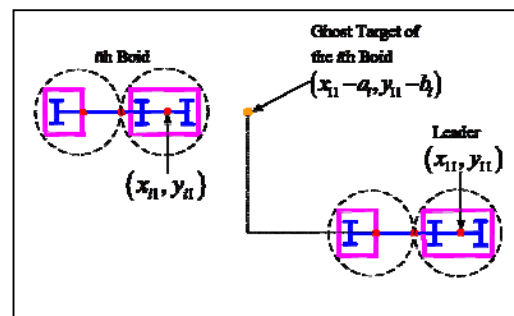 Ghost Target of
the ith Boid
(x₁₁−aᵢ, y₁₁−bᵢ)
ith Boid
(xᵢ₁, yᵢ₁)
Leader
(x₁₁, y₁₁)